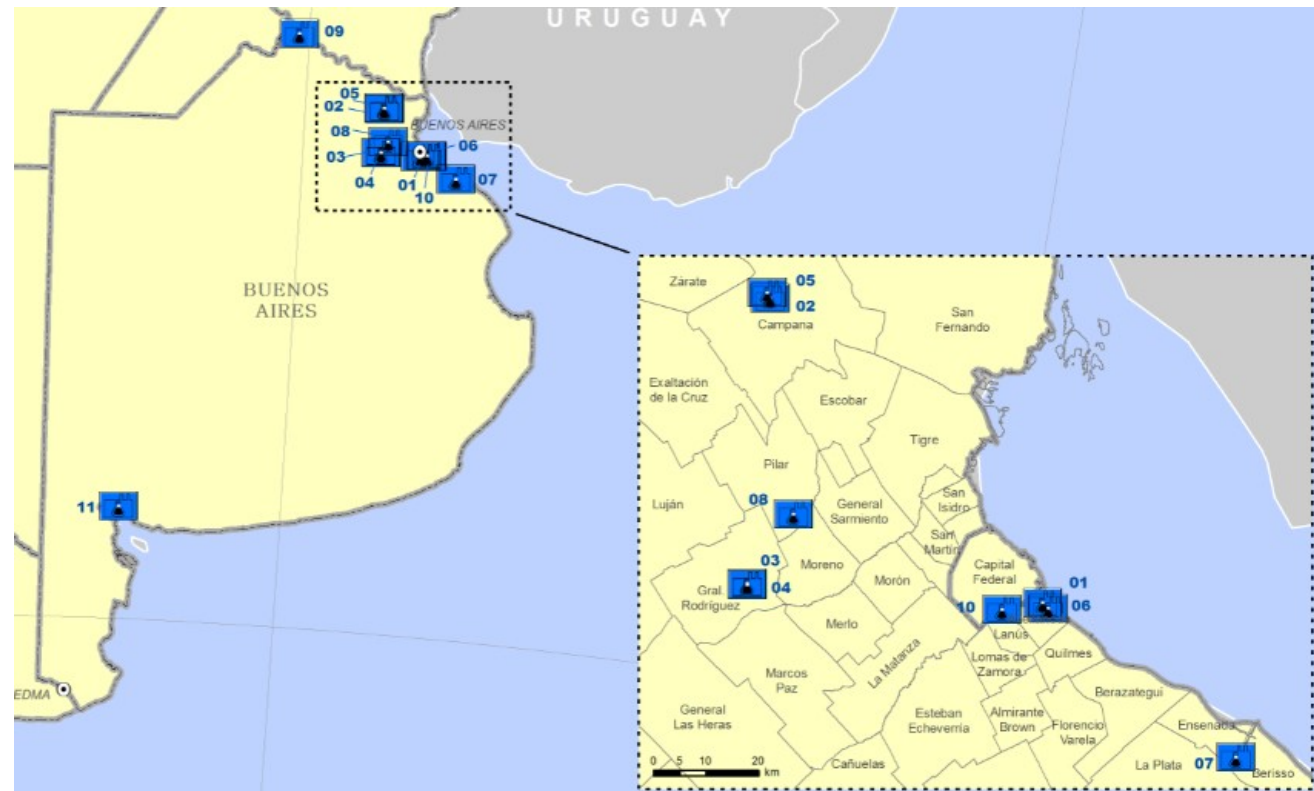 URUGUAY
09
05
02
BUENOS AIRES
08
06
03
04
01
07
10
BUENOS
AIRES
11
EDMA
Zárate
05
02
Campana
San
Fernando
Exaltación
de la Cruz
Escobar
Tigre
Pilar
Luján
08
General
Sarmiento
San
Isidro
San
Martín
03
Moreno
Capital
Federal
04
Morón
01
Gral.
Rodríguez
10
06
Merlo
Lanús
Lomas de
Zamora
Quilmes
La Matanza
Marcos
Paz
Berazategui
General
Las Heras
Esteban
Echeverría
Almirante
Brown
Florencio
Varela
Ensenada
Cañuelas
La Plata
07
Berisso
0 5 10 20
km